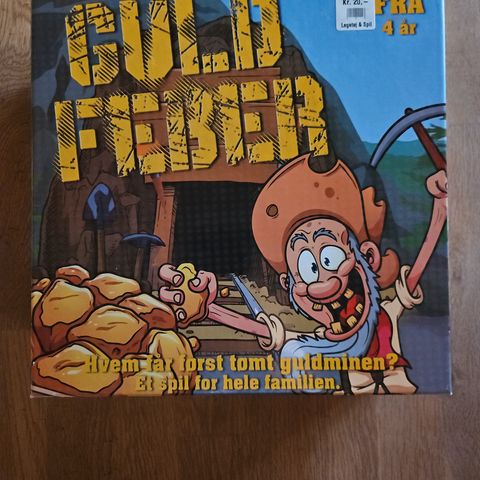 GULD
FEBER
Kr. 20,–
Legetøj & Spil
FRA
4 år
Hvem får først tømt guldminen?
Et spil for hele familien.